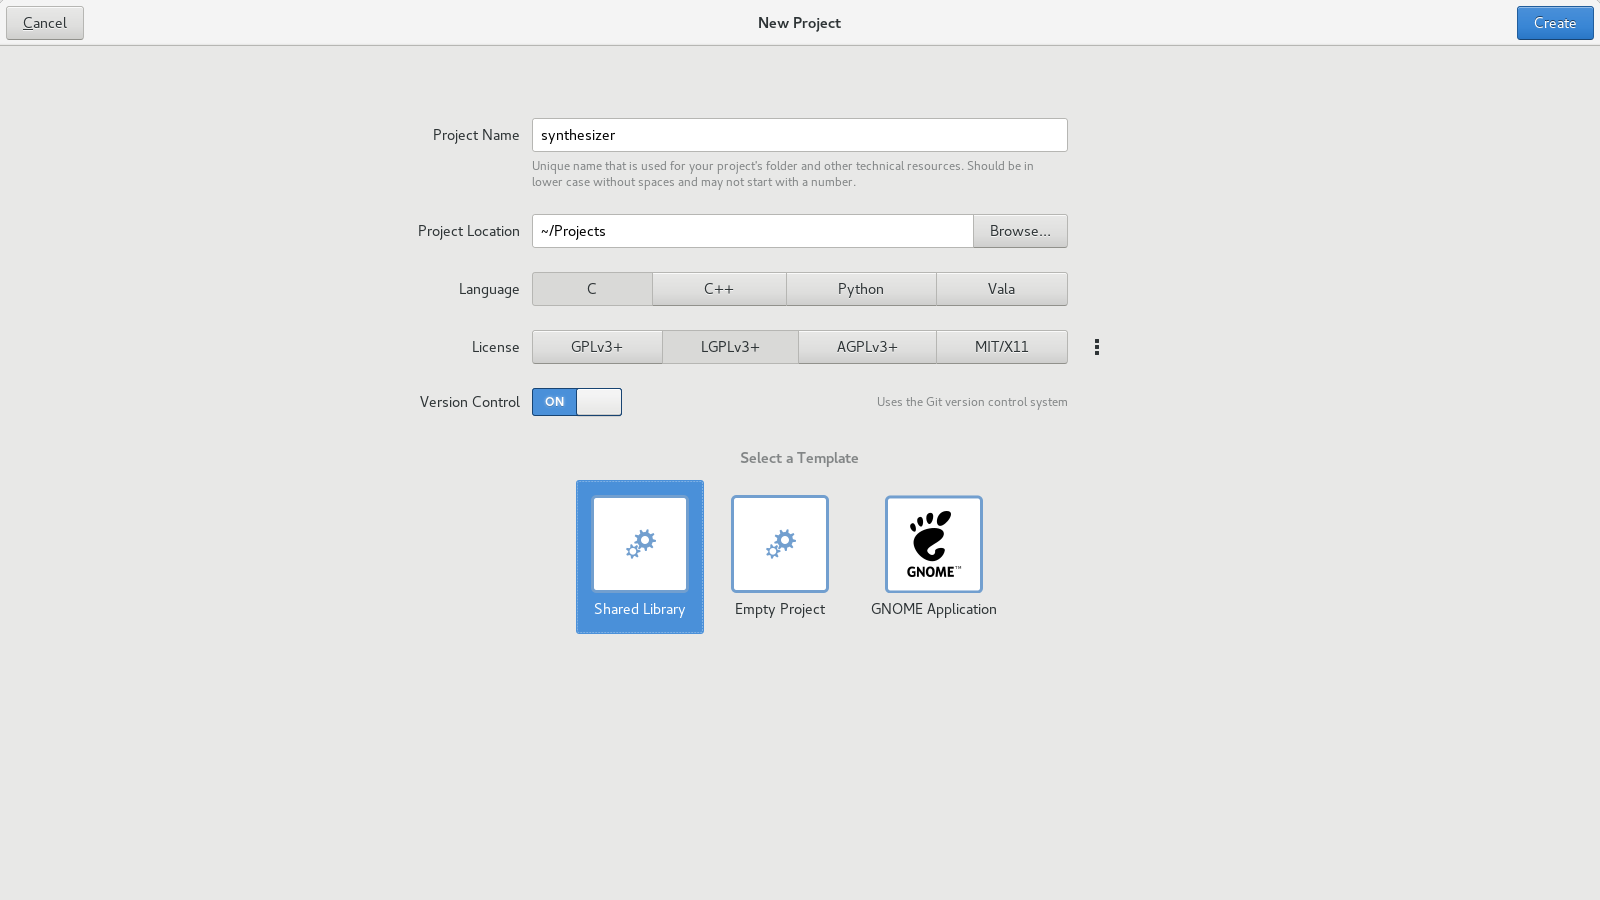 Cancel
New Project
Create
Project Name
synthesizer
Unique name that is used for your project's folder and other technical resources. Should be in
lower case without spaces and may not start with a number.
Project Location
~/Projects
Browse...
Language
C
C++
Python
Vala
License
GPLv3+
LGPLv3+
AGPLv3+
MIT/X11
Version Control
ON
Uses the Git version control system
Select a Template
GNOME™
Shared Library
Empty Project
GNOME Application